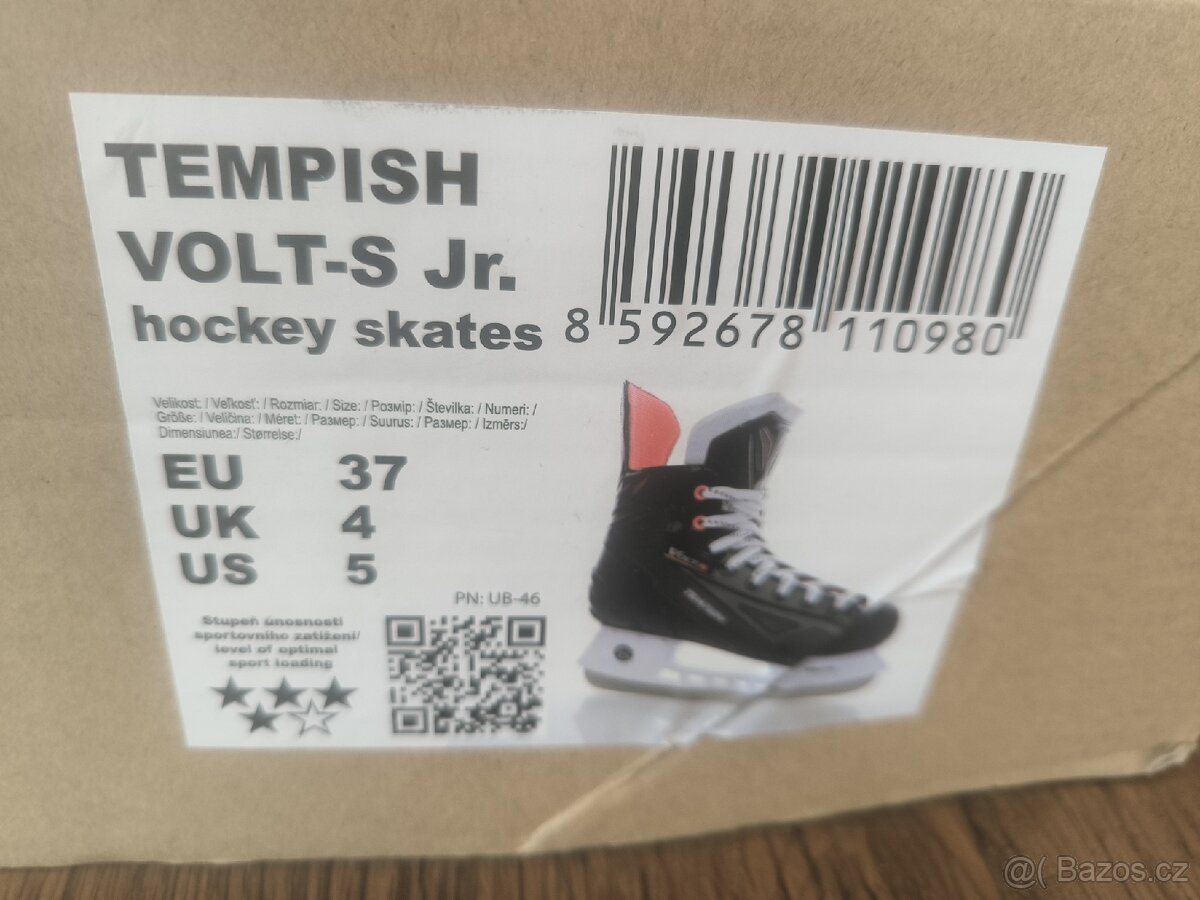 TEMPISH
VOLT-S Jr.
hockey skates
8 592678 110980
Velikost: / Veľkosť: / Rozmiar: / Size: / Розмір: / Številka: / Numeri: /
Größe: / Veličina: / Méret: / Размер: / Suurus: / Размер: / Izmērs:/
Dimensiunea:/ Størrelse:/
EU 37
UK 4
US 5
PN: UB-46
Stupeň únosnosti
sportovního zatížení/
level of optimal
sport loading
VOLT-S
TEMPISH
@( Bazos.cz